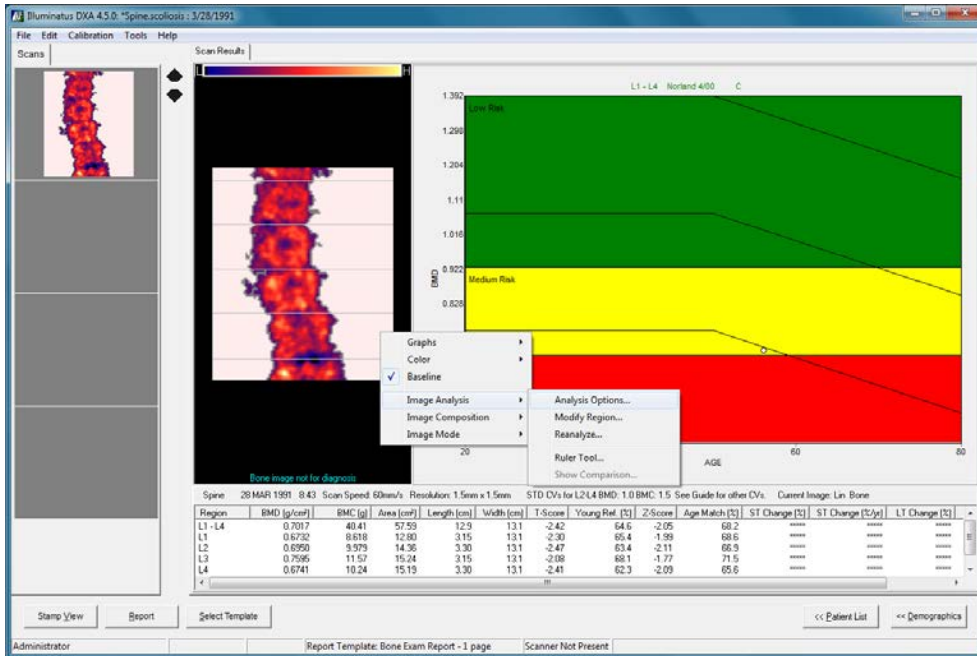 Illuminatus DXA 4.5.0: *Spine.scoliosis : 3/28/1991
File Edit Calibration Tools Help
Scans
Scan Results
L H
L1 - L4 Norland 4/00 C
1.392
Low Risk
1.298
1.204
1.11
1.016
0.922
BMD
Medium Risk
0.828
Graphs
Color
Baseline
Image Analysis
Image Composition
Image Mode
Analysis Options...
Modify Region...
Reanalyze...
Ruler Tool...
Show Comparison...
20 60 80
AGE
Bone image not for diagnosis
Spine 28 MAR 1991 8:43 Scan Speed: 60mm/s Resolution: 1.5mm x 1.5mm STD CVs for L2-L4 BMD: 1.0 BMC: 1.5 See Guide for other CVs. Current Image: Lin Bone
Region BMD (g/cm²) BMC (g) Area (cm²) Length (cm) Width (cm) T-Score Young Ref. (%) Z-Score Age Match (%) ST Change (%) ST Change (%/yr) LT Change (%)
L1 - L4 0.7017 40.41 57.59 12.9 13.1 -2.42 64.6 -2.05 68.2 ***** ***** *****
L1 0.6732 8.618 12.80 3.15 13.1 -2.30 65.4 -1.99 68.6 ***** ***** *****
L2 0.6950 9.979 14.36 3.30 13.1 -2.47 63.4 -2.11 66.9 ***** ***** *****
L3 0.7595 11.57 15.24 3.15 13.1 -2.08 68.1 -1.77 71.5 ***** ***** *****
L4 0.6741 10.24 15.19 3.30 13.1 -2.41 62.3 -2.09 65.6 ***** ***** *****
Stamp View Report Select Template << Patient List << Demographics
Administrator Report Template: Bone Exam Report - 1 page Scanner Not Present